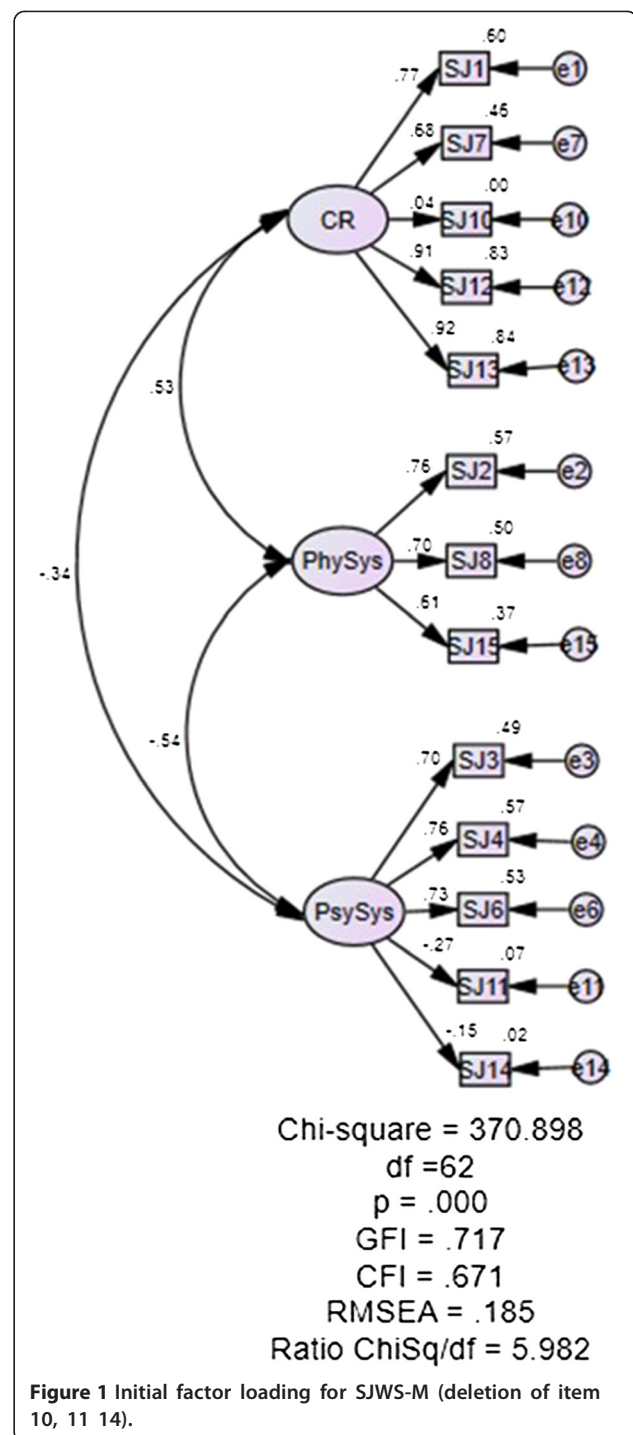 .60
.77 SJ1 e1
.46
.68 SJ7 e7
.00
CR .04 SJ10 e10
.91 .83
SJ12 e12
.92 .84
SJ13 e13
.53
.57
.76 SJ2 e2
.50
PhySys .70 SJ8 e8
.61 .37
SJ15 e15
-.34
-.54
.49
.70 SJ3 e3
.57
.76 SJ4 e4
.53
PsySys .73 SJ6 e6
-.27 .07
SJ11 e11
-.15 .02
SJ14 e14
Chi-square = 370.898
df =62
p = .000
GFI = .717
CFI = .671
RMSEA = .185
Ratio ChiSq/df = 5.982
Figure 1 Initial factor loading for SJWS-M (deletion of item
10, 11 14).